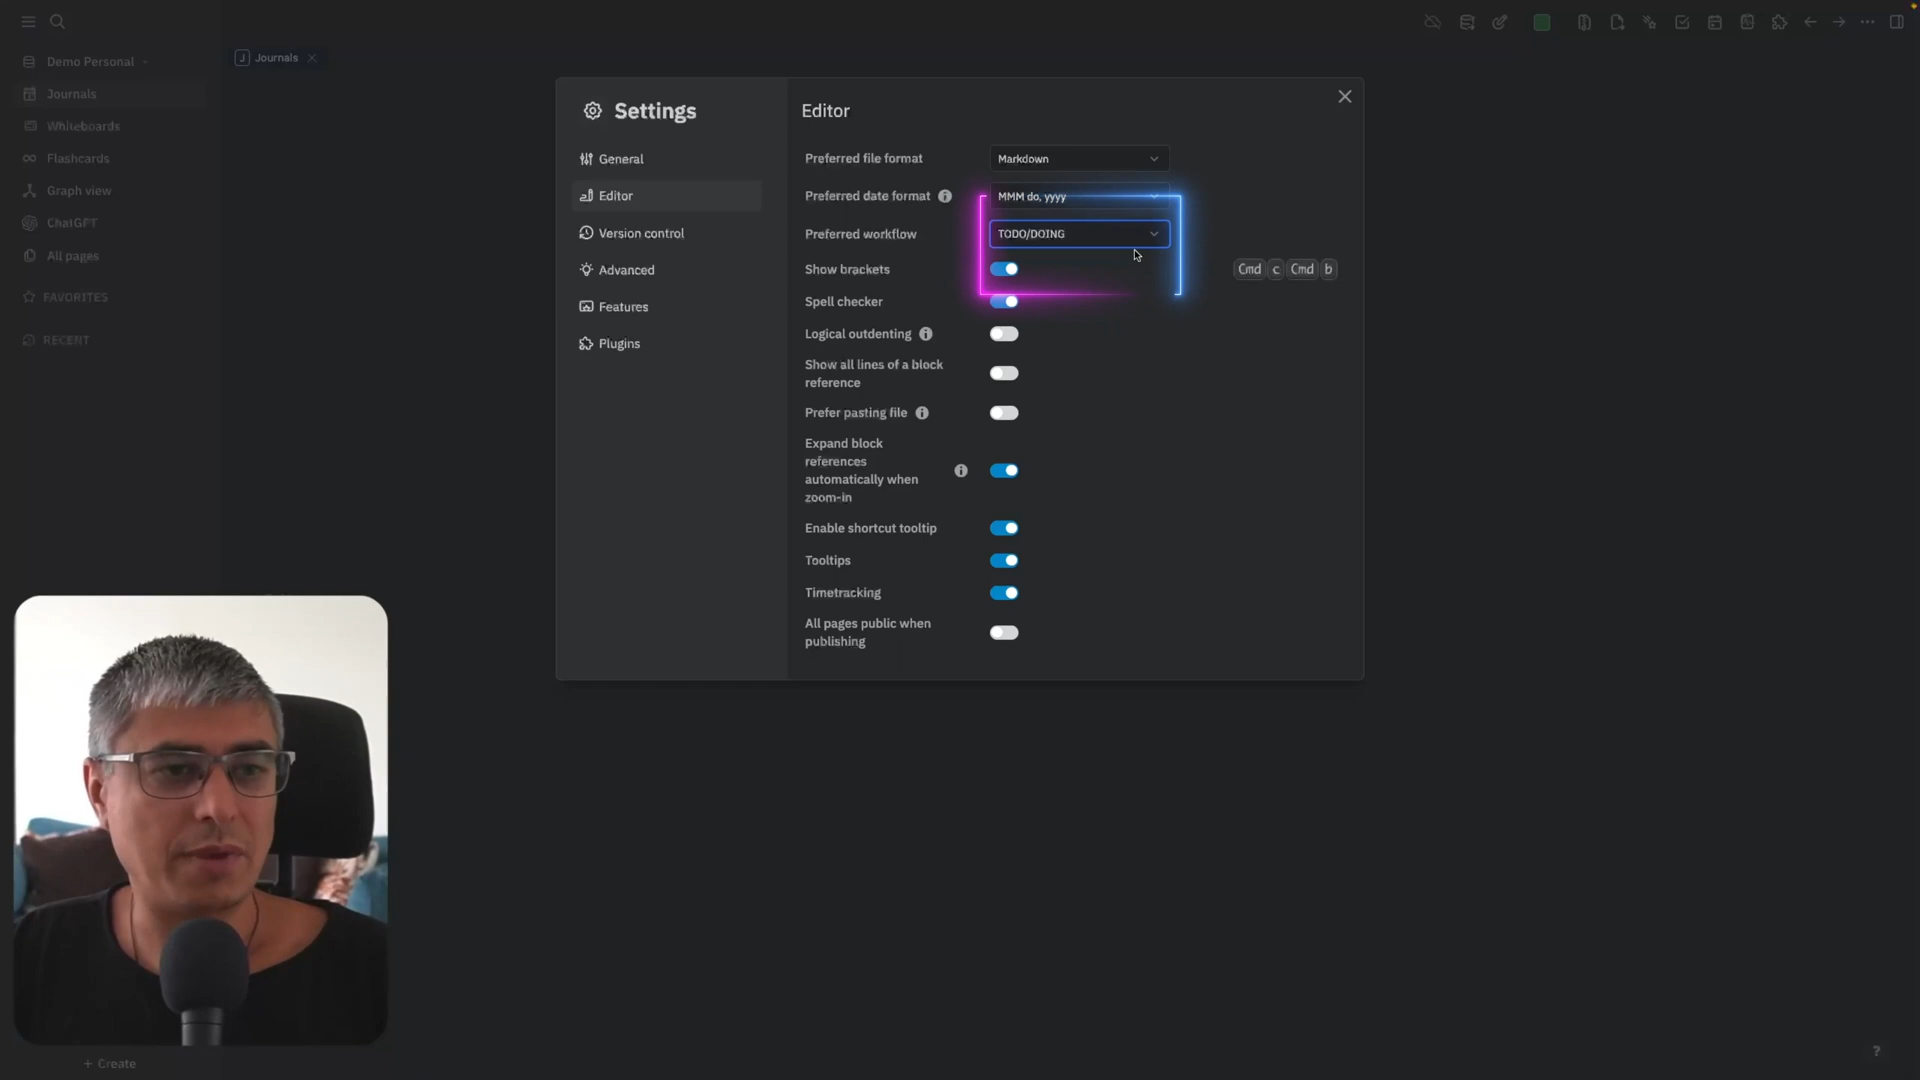 Demo Personal
J Journals
Journals
Whiteboards
Flashcards
Graph view
ChatGPT
All pages
FAVORITES
RECENT
+ Create
Settings
General
Editor
Version control
Advanced
Features
Plugins
Editor
Preferred file format
Markdown
Preferred date format
MMM do, yyyy
Preferred workflow
TODO/DOING
Show brackets
Cmd c Cmd b
Spell checker
Logical outdenting
Show all lines of a block
reference
Prefer pasting file
Expand block
references
automatically when
zoom-in
Enable shortcut tooltip
Tooltips
Timetracking
All pages public when
publishing
?